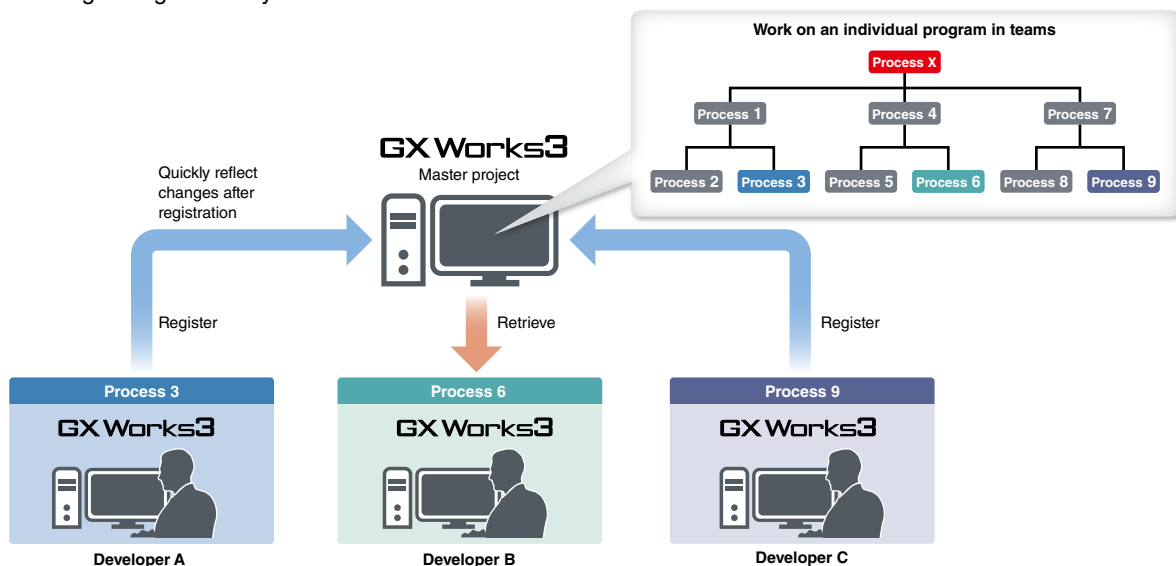 Work on an individual program in teams
Process X
Process 1
Process 4
Process 7
Process 2
Process 3
Process 5
Process 6
Process 8
Process 9
GX Works3
Master project
Quickly reflect
changes after
registration
Register
Retrieve
Register
Process 3
GX Works3
Developer A
Process 6
GX Works3
Developer B
Process 9
GX Works3
Developer C